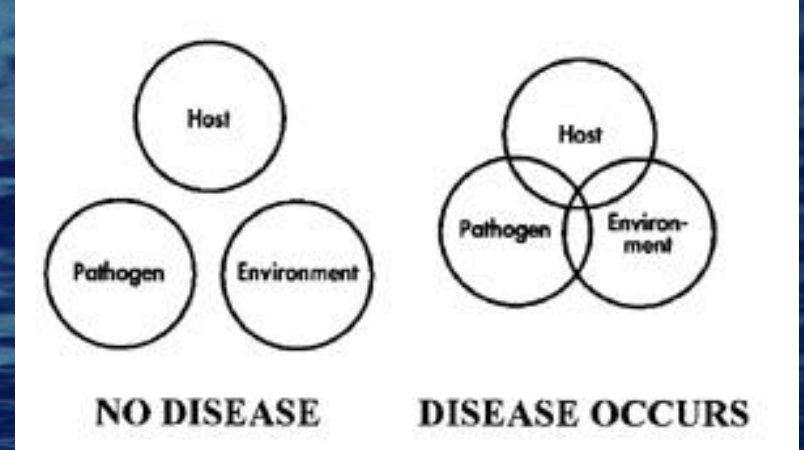 Host
Pathogen
Environment
NO DISEASE
Host
Pathogen
Environ-
ment
DISEASE OCCURS